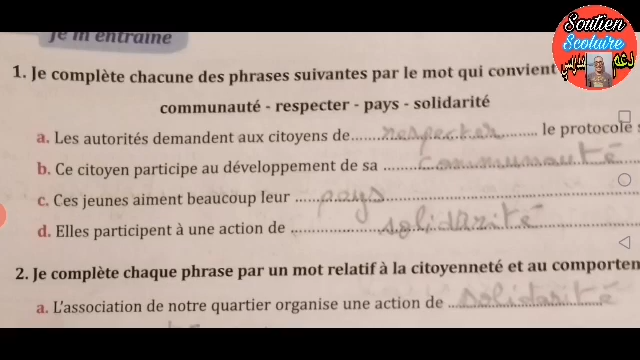 Je m'entraîne
Soutien
Scolaire
1. Je complète chacune des phrases suivantes par le mot qui convient
communauté - respecter - pays - solidarité
a. Les autorités demandent aux citoyens de respecter le protocole
b. Ce citoyen participe au développement de sa communauté
c. Ces jeunes aiment beaucoup leur pays
d. Elles participent à une action de solidarité
2. Je complète chaque phrase par un mot relatif à la citoyenneté et au comporten
a. L'association de notre quartier organise une action de solidarité